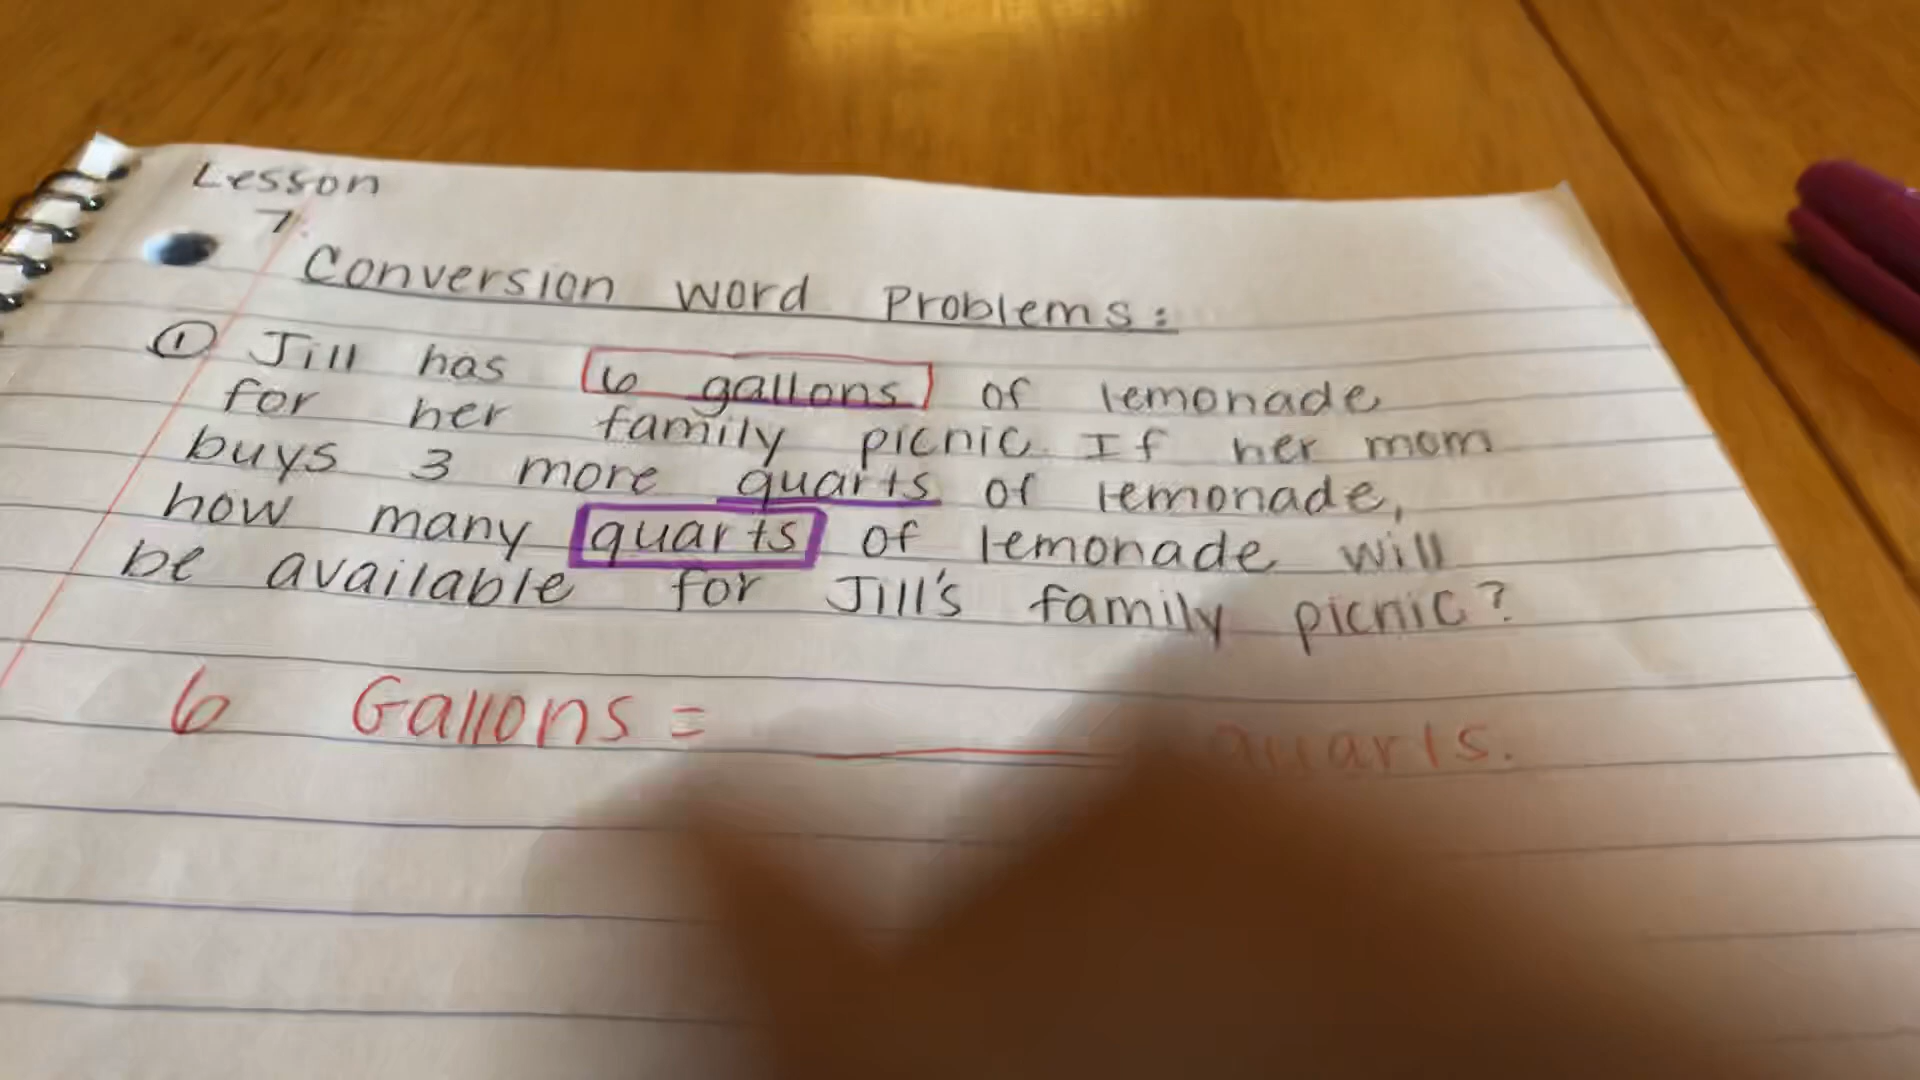 Lesson
7:
Conversion word Problems:
① Jill has 6 gallons of lemonade
for her family picnic. If her mom
buys 3 more quarts of lemonade,
how many quarts of lemonade will
be available for Jill's family picnic?
6 Gallons = ______ quarts.